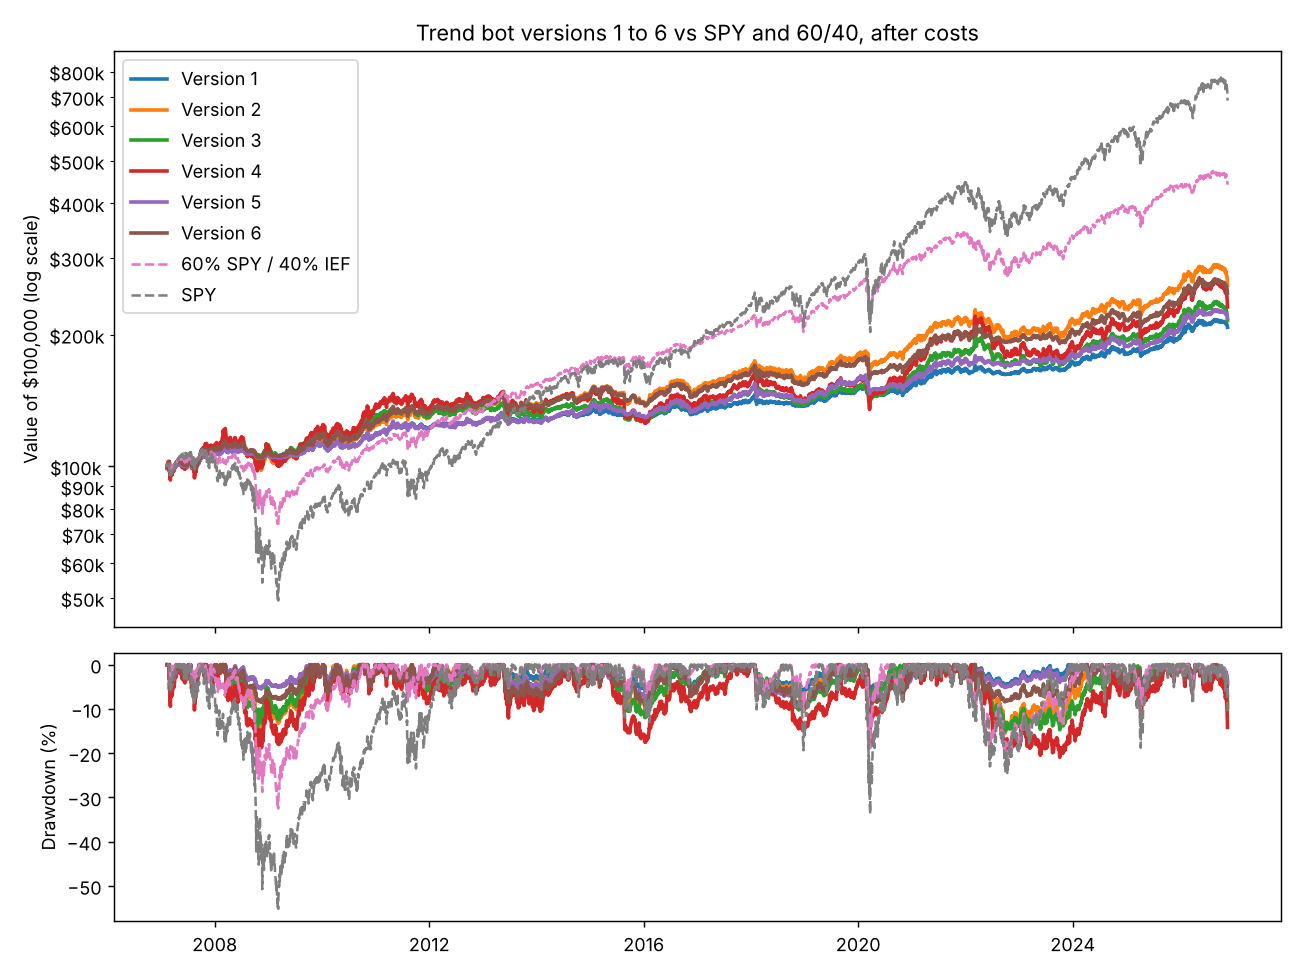 Trend bot versions 1 to 6 vs SPY and 60/40, after costs
Value of $100,000 (log scale)
$800k
$700k
$600k
$500k
$400k
$300k
$200k
$100k
$90k
$80k
$70k
$60k
$50k
Version 1
Version 2
Version 3
Version 4
Version 5
Version 6
60% SPY / 40% IEF
SPY
Drawdown (%)
0
−10
−20
−30
−40
−50
2008
2012
2016
2020
2024